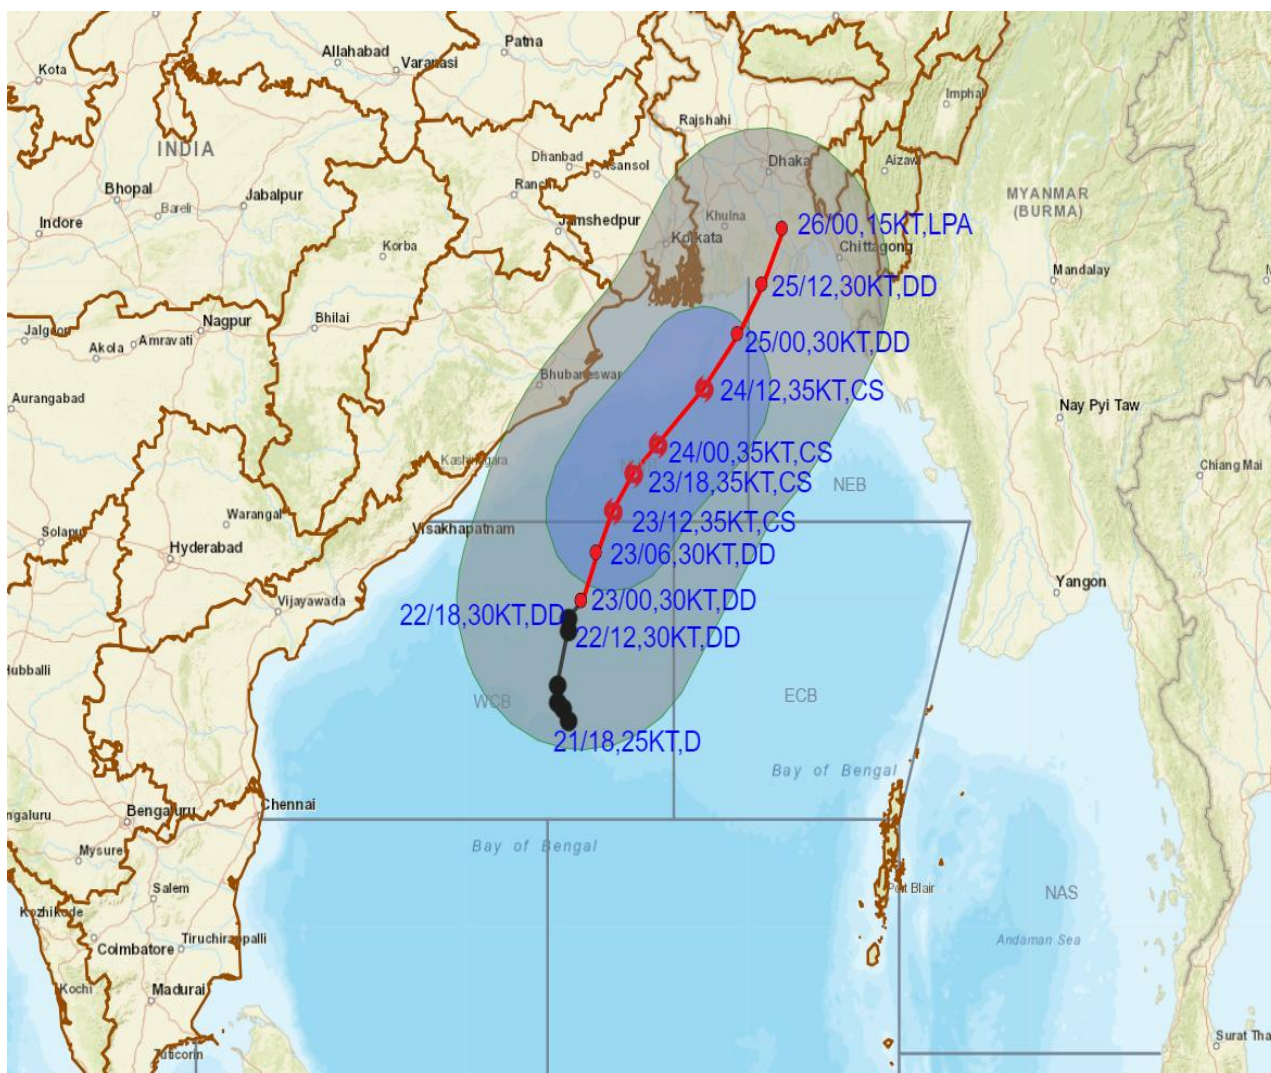 Patna
Allahabad
Varanasi
Kota
Imphal
Rajshahi
INDIA
Dhanbad
Asansol
Dhaka
Aizawl
Bhopal
Jabalpur
Ranchi
MYANMAR
(BURMA)
Bareli
Indore
Jamshedpur
Khulna
26/00,15KT,LPA
Korba
Kolkata
Chittagong
Mandalay
25/12,30KT,DD
Bhilai
Nagpur
Jalgaon
Amravati
25/00,30KT,DD
Akola
Bhubaneswar
24/12,35KT,CS
Aurangabad
Nay Pyi Taw
24/00,35KT,CS
Chiang Mai
23/18,35KT,CS
NEB
Warangal
23/12,35KT,CS
Visakhapatnam
Solapur
Hyderabad
23/06,30KT,DD
Yangon
Vijayawada
23/00,30KT,DD
22/18,30KT,DD
22/12,30KT,DD
Hubballi
WCB
ECB
21/18,25KT,D
Bay of Bengal
Chennai
Bengaluru
Bay of Bengal
Mysuru
Salem
Port Blair
NAS
Kozhikode
Coimbatore
Tiruchirappalli
Andaman Sea
Kochi
Madurai
Surat Tha
Tuticorin